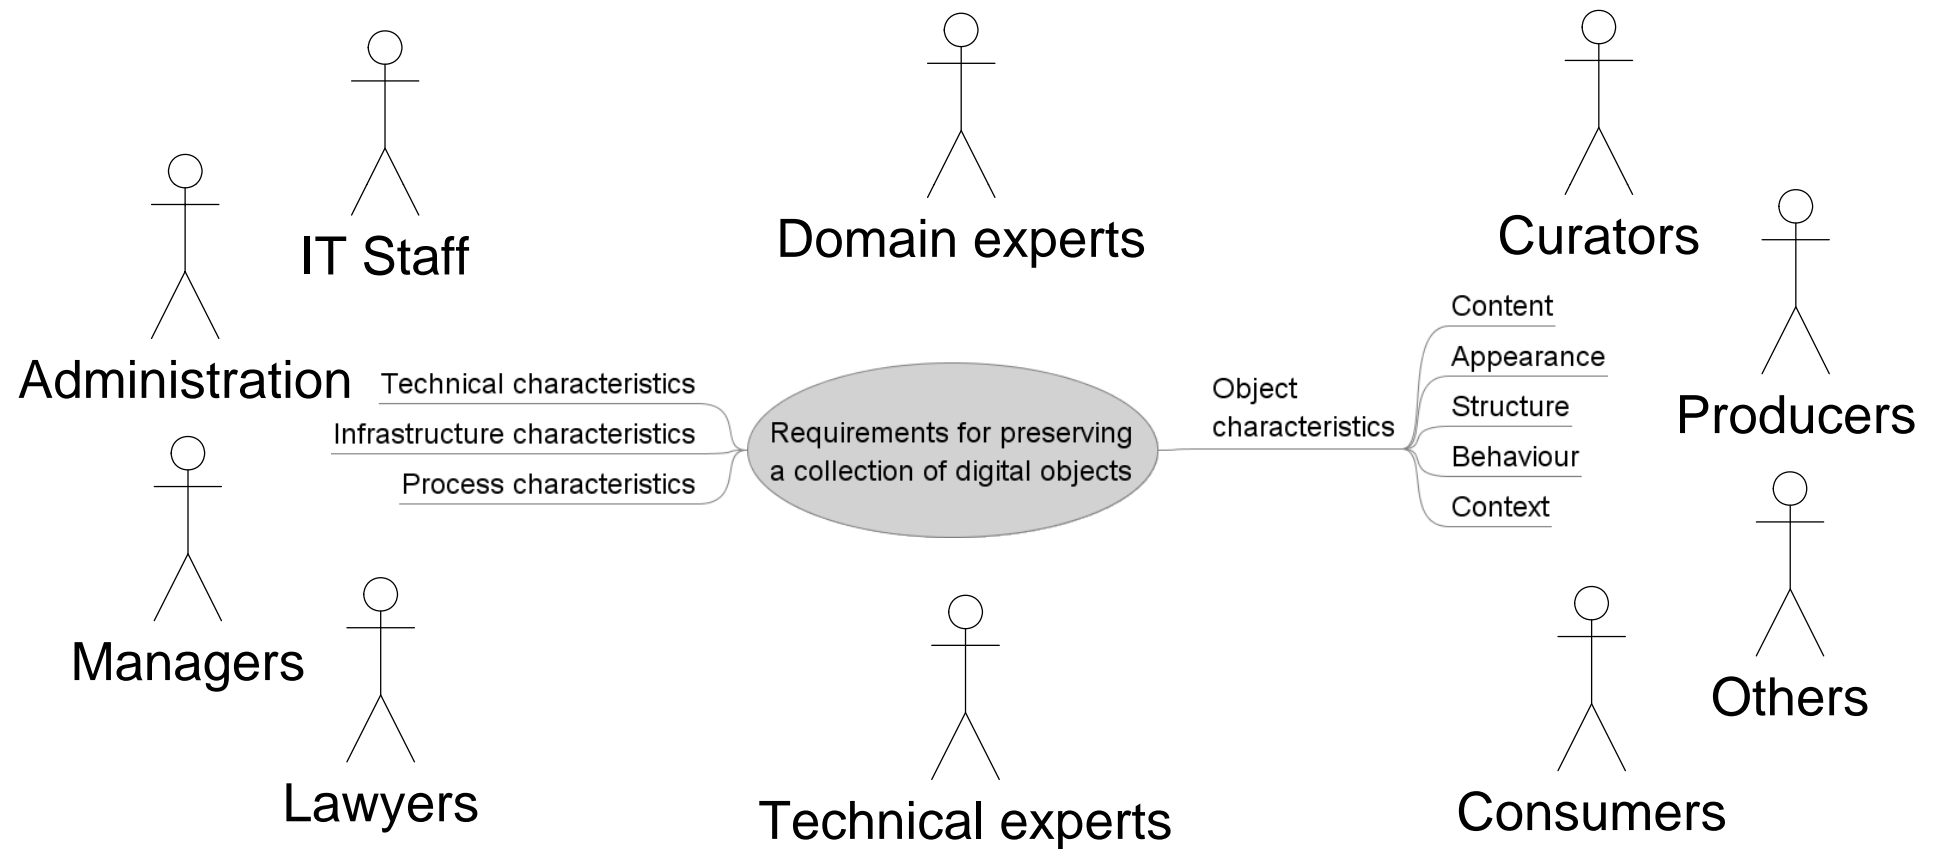 IT Staff
Domain experts
Curators
Administration
Producers
Technical characteristics
Infrastructure characteristics
Process characteristics
Requirements for preserving
a collection of digital objects
Object
characteristics
Content
Appearance
Structure
Behaviour
Context
Managers
Others
Lawyers
Technical experts
Consumers